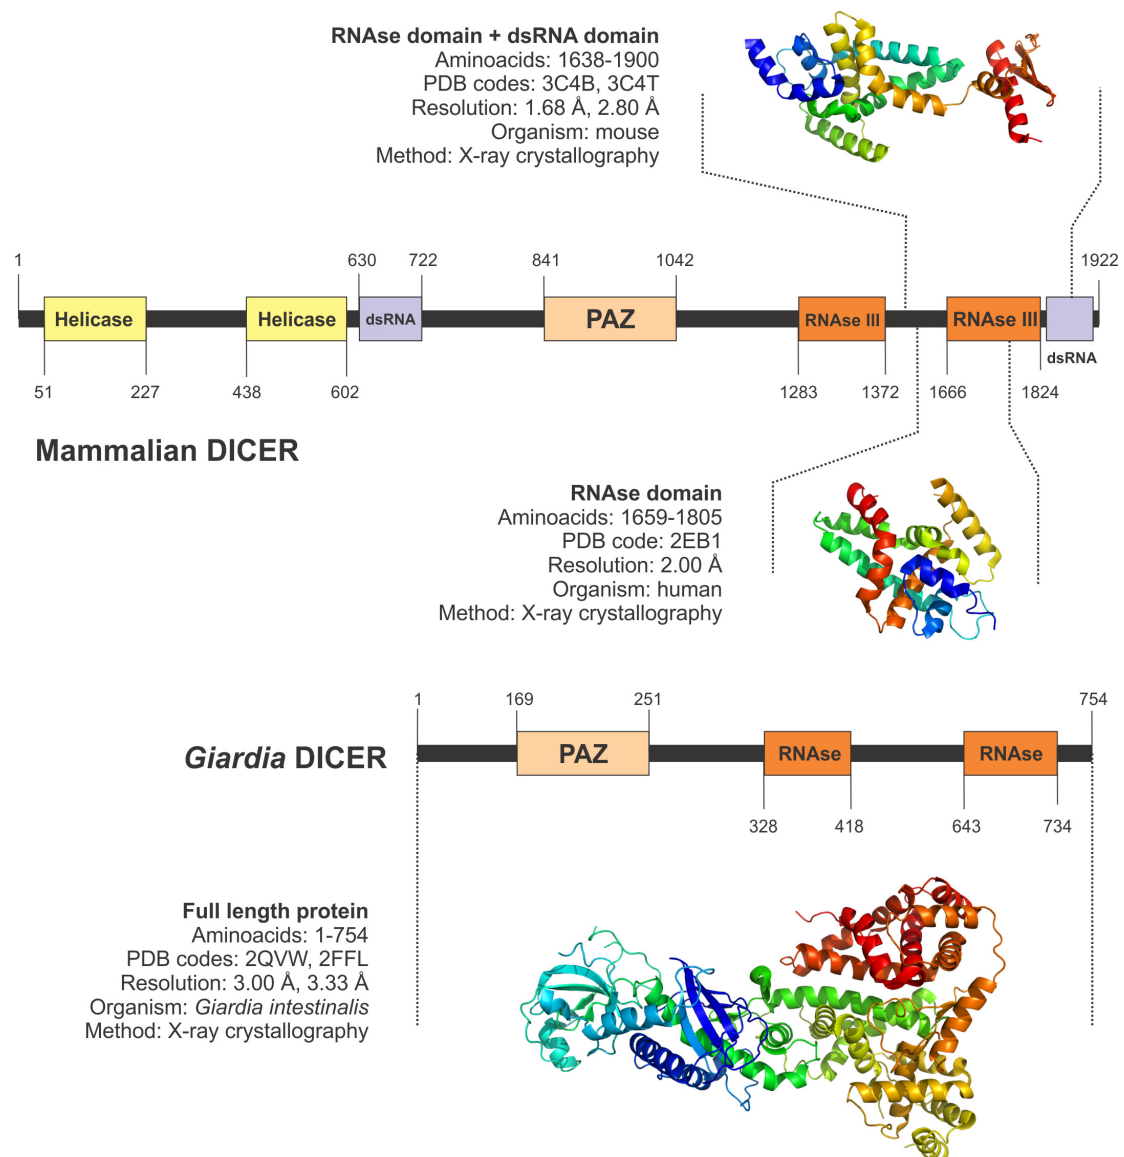 RNAse domain + dsRNA domain
Aminoacids: 1638-1900
PDB codes: 3C4B, 3C4T
Resolution: 1.68 Å, 2.80 Å
Organism: mouse
Method: X-ray crystallography
1 630 722 841 1042 1922
Helicase Helicase dsRNA PAZ RNAse III RNAse III
dsRNA
51 227 438 602 1283 1372 1666 1824
Mammalian DICER
RNAse domain
Aminoacids: 1659-1805
PDB code: 2EB1
Resolution: 2.00 Å
Organism: human
Method: X-ray crystallography
1 169 251 754
Giardia DICER PAZ RNAse RNAse
328 418 643 734
Full length protein
Aminoacids: 1-754
PDB codes: 2QVW, 2FFL
Resolution: 3.00 Å, 3.33 Å
Organism: Giardia intestinalis
Method: X-ray crystallography